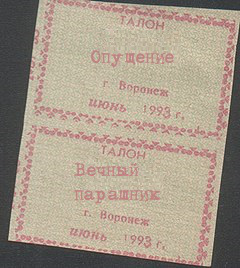 ТАЛОН
Опущение
г. Воронеж
июнь 1993 г.
ТАЛОН
Вечный
парашник
г. Воронеж
июнь 1993 г.